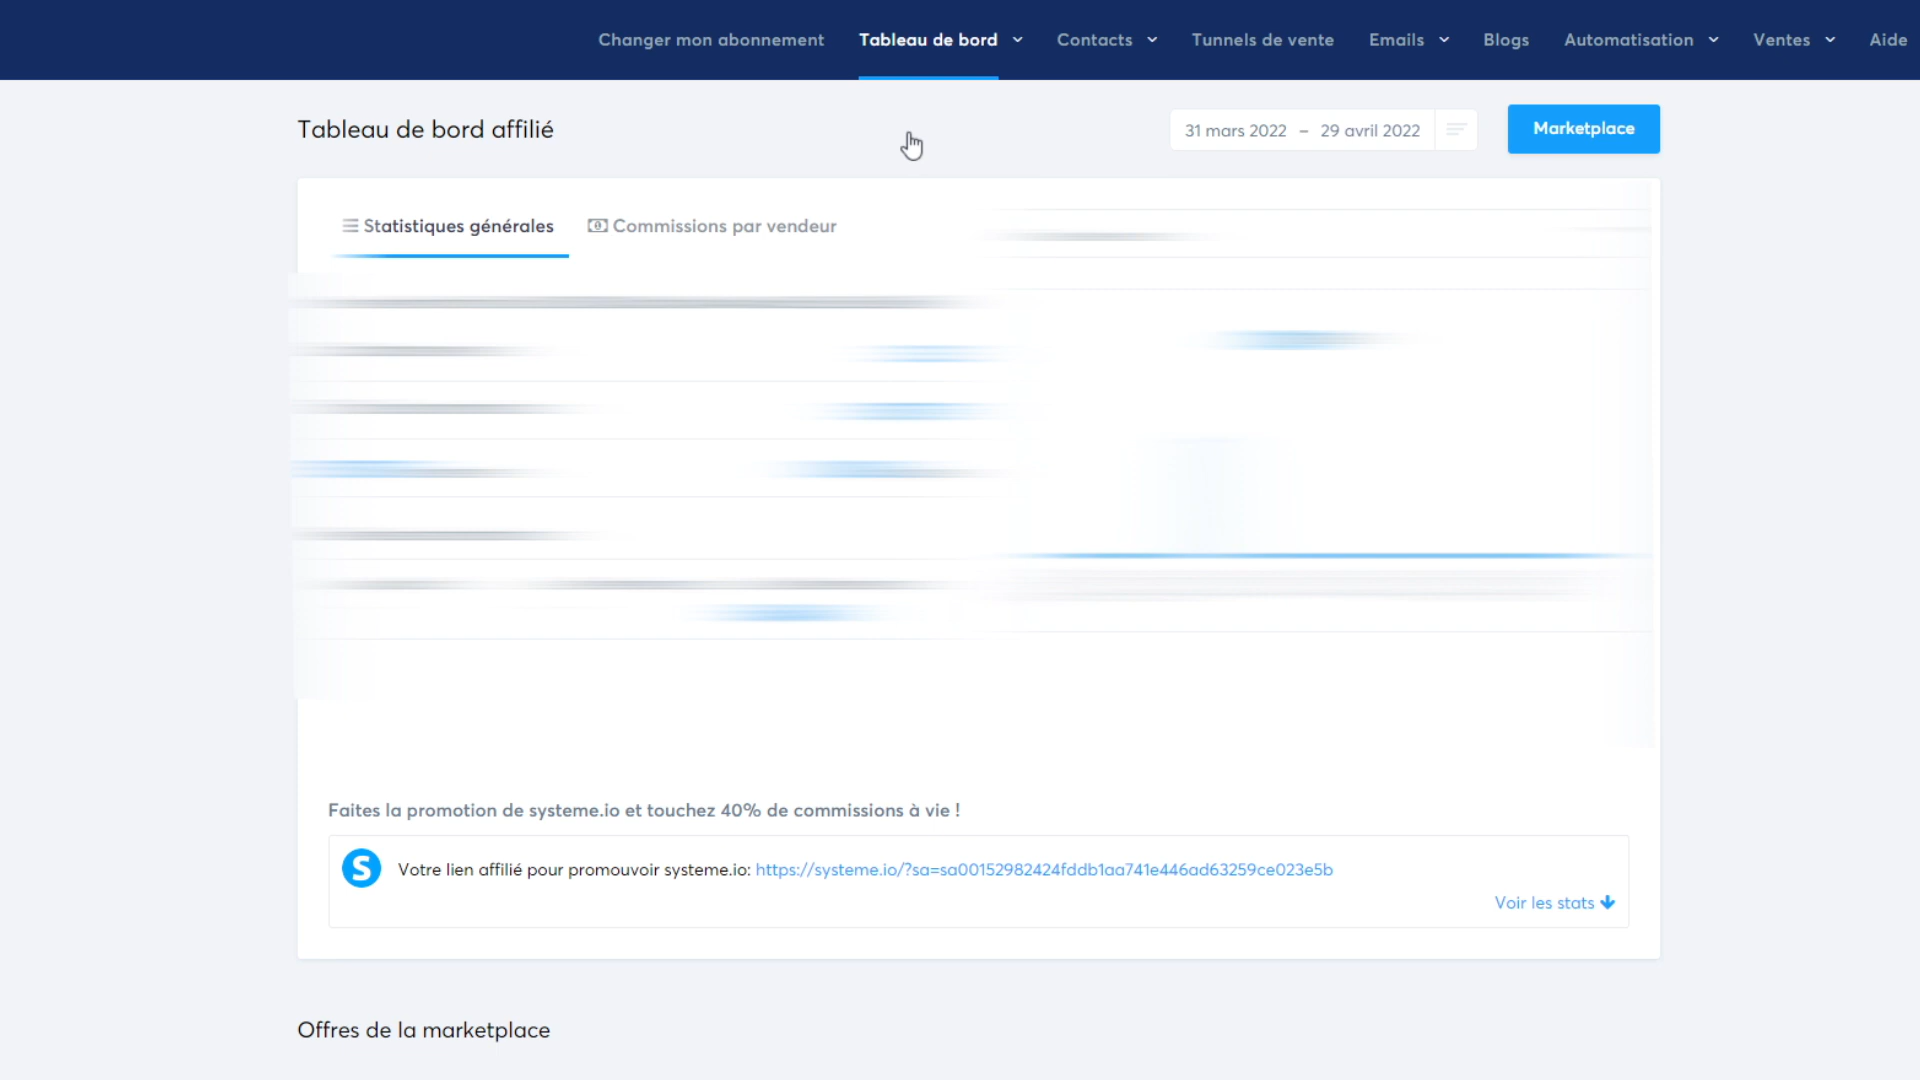 Changer mon abonnement Tableau de bord Contacts Tunnels de vente Emails Blogs Automatisation Ventes Aide
Tableau de bord affilié
31 mars 2022 – 29 avril 2022
Marketplace
Statistiques générales
Commissions par vendeur
Faites la promotion de systeme.io et touchez 40% de commissions à vie !
S
Votre lien affilié pour promouvoir systeme.io: https://systeme.io/?sa=sa00152982424fddb1aa741e446ad63259ce023e5b
Voir les stats
Offres de la marketplace